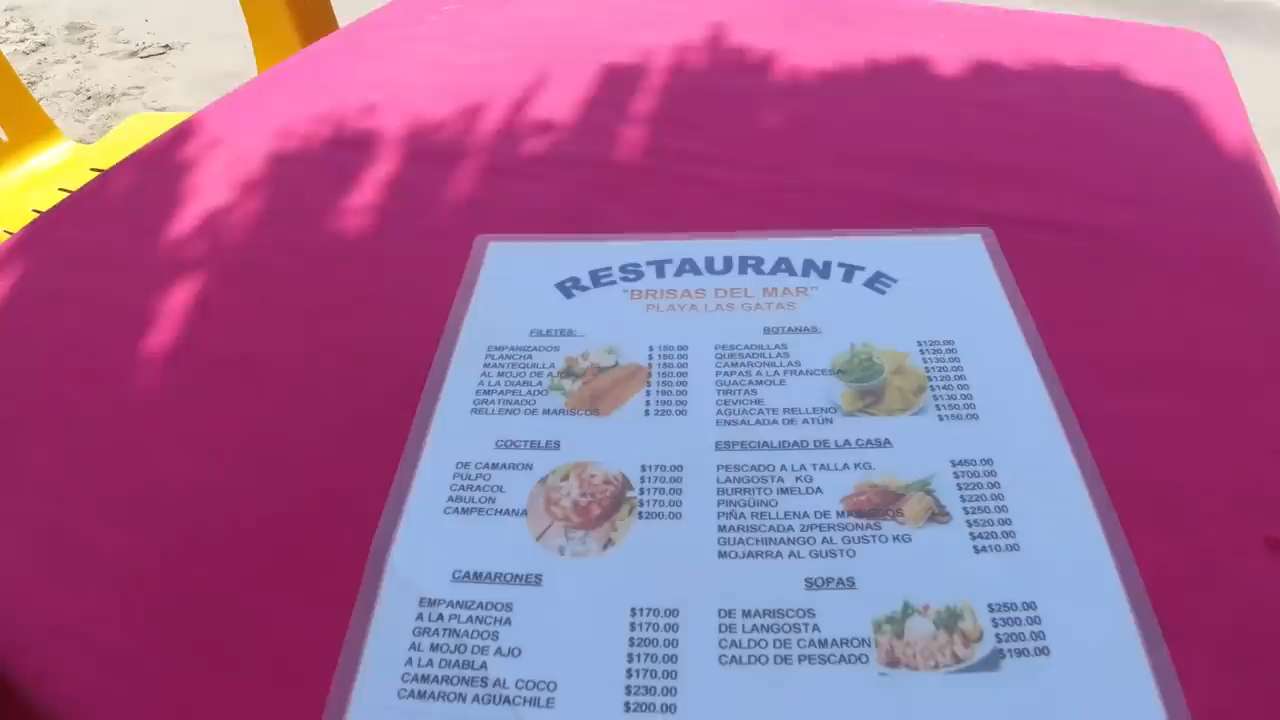 RESTAURANTE
"BRISAS DEL MAR"
PLAYA LAS GATAS
FILETES:
EMPANIZADOS $ 150.00
PLANCHA $ 150.00
MANTEQUILLA $ 150.00
AL MOJO DE AJO $ 150.00
A LA DIABLA $ 150.00
EMPAPELADO $ 190.00
GRATINADO $ 190.00
RELLENO DE MARISCOS $ 220.00
COCTELES
DE CAMARON $170.00
PULPO $170.00
CARACOL $170.00
ABULON $170.00
CAMPECHANA $200.00
CAMARONES
EMPANIZADOS $170.00
A LA PLANCHA $170.00
GRATINADOS $200.00
AL MOJO DE AJO $170.00
A LA DIABLA $170.00
CAMARONES AL COCO $230.00
CAMARON AGUACHILE $200.00
BOTANAS:
PESCADILLAS $120.00
QUESADILLAS $120.00
CAMARONILLAS $130.00
PAPAS A LA FRANCESA $120.00
GUACAMOLE $120.00
TIRITAS $140.00
CEVICHE $130.00
AGUACATE RELLENO $150.00
ENSALADA DE ATÚN $150.00
ESPECIALIDAD DE LA CASA
PESCADO A LA TALLA KG. $450.00
LANGOSTA KG $700.00
BURRITO IMELDA $220.00
PINGÜINO $220.00
PIÑA RELLENA DE MARISCOS $250.00
MARISCADA 2/PERSONAS $520.00
GUACHINANGO AL GUSTO KG $420.00
MOJARRA AL GUSTO $410.00
SOPAS
DE MARISCOS $250.00
DE LANGOSTA $300.00
CALDO DE CAMARON $200.00
CALDO DE PESCADO $190.00